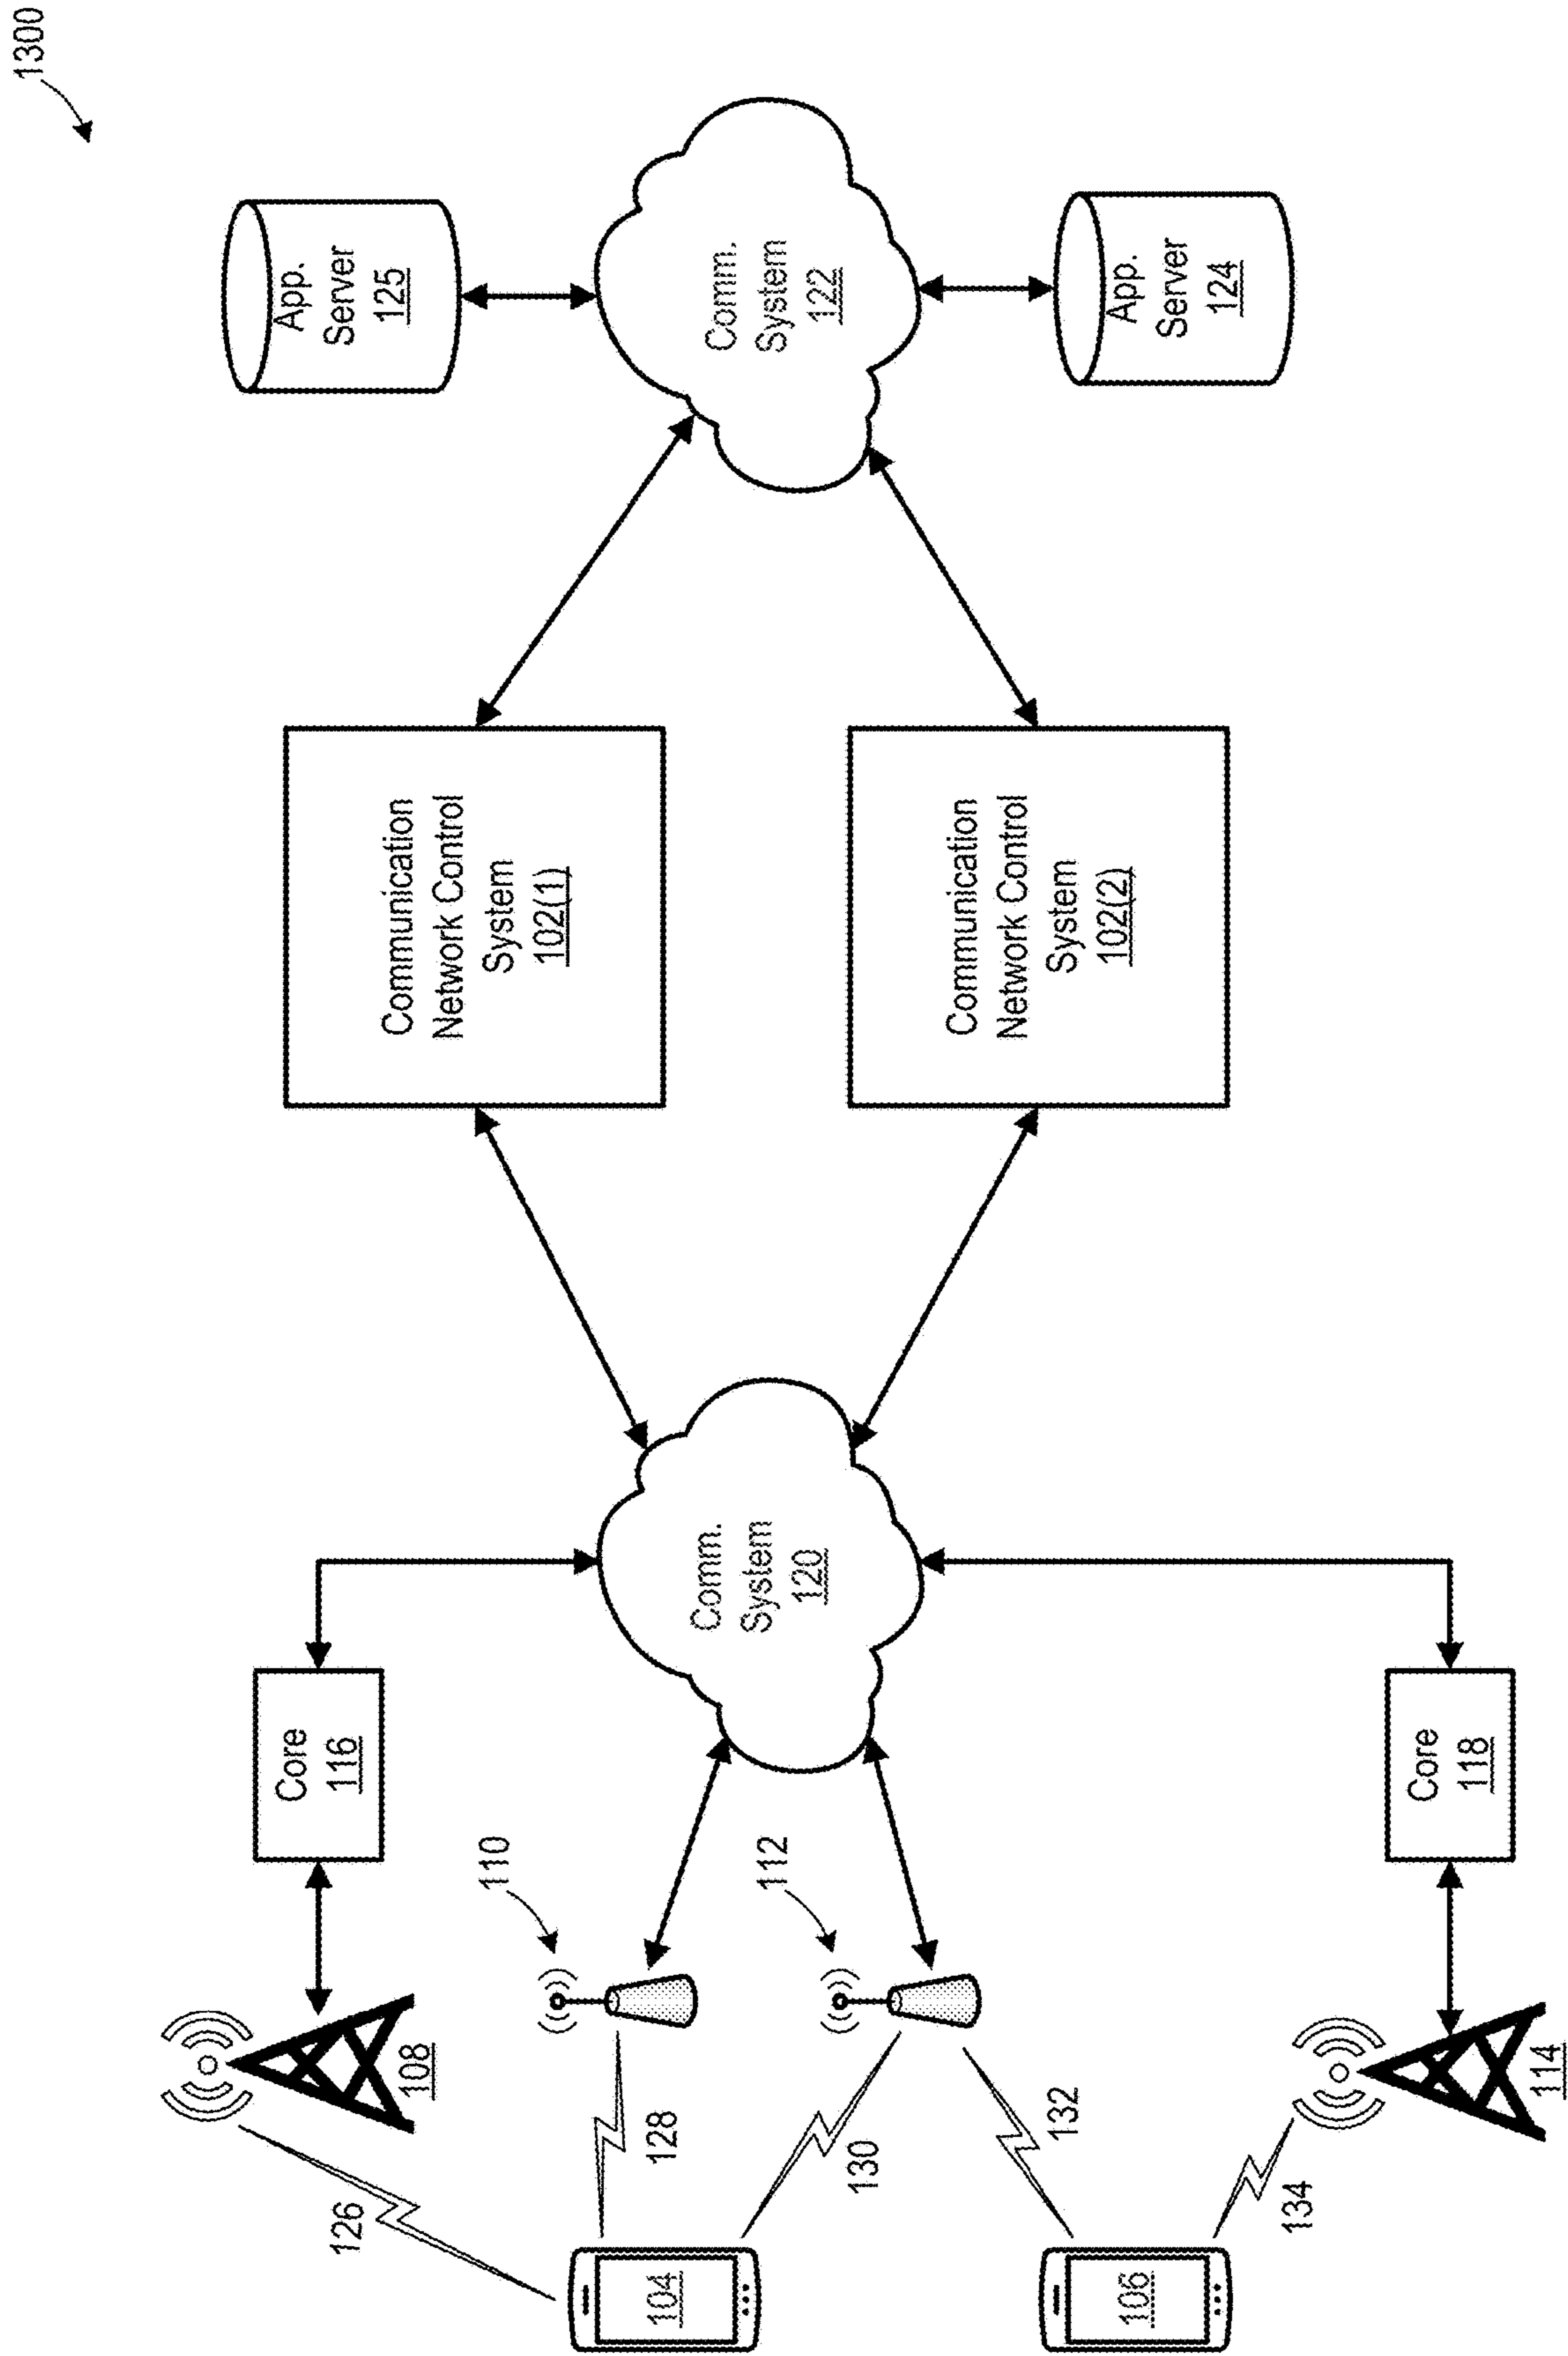 1300
App.
Server
125
Comm.
System
122
App.
Server
124
Communication
Network Control
System
102(1)
Communication
Network Control
System
102(2)
Comm.
System
120
Core
116
Core
118
110
112
108
114
126
128
130
132
134
104
106